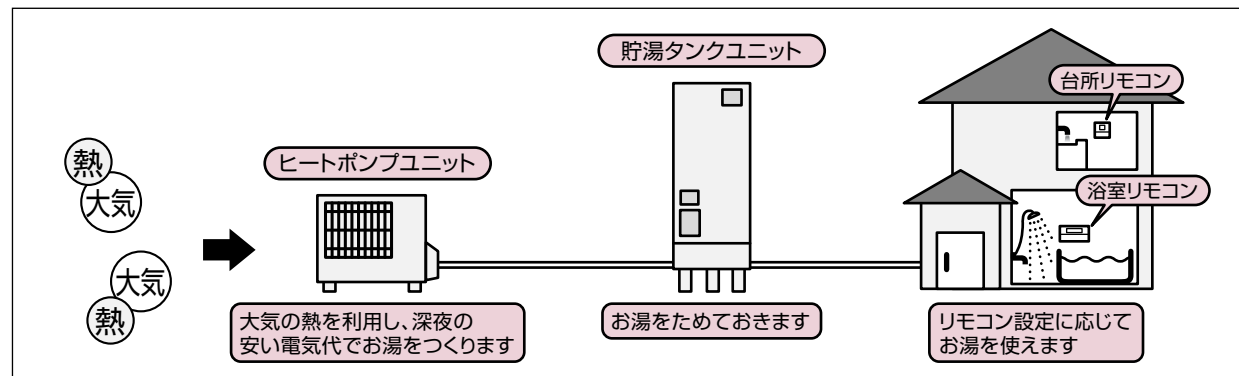 熱
大気
大気
熱
ヒートポンプユニット
大気の熱を利用し、深夜の
安い電気代でお湯をつくります
貯湯タンクユニット
お湯をためておきます
台所リモコン
浴室リモコン
リモコン設定に応じて
お湯を使えます